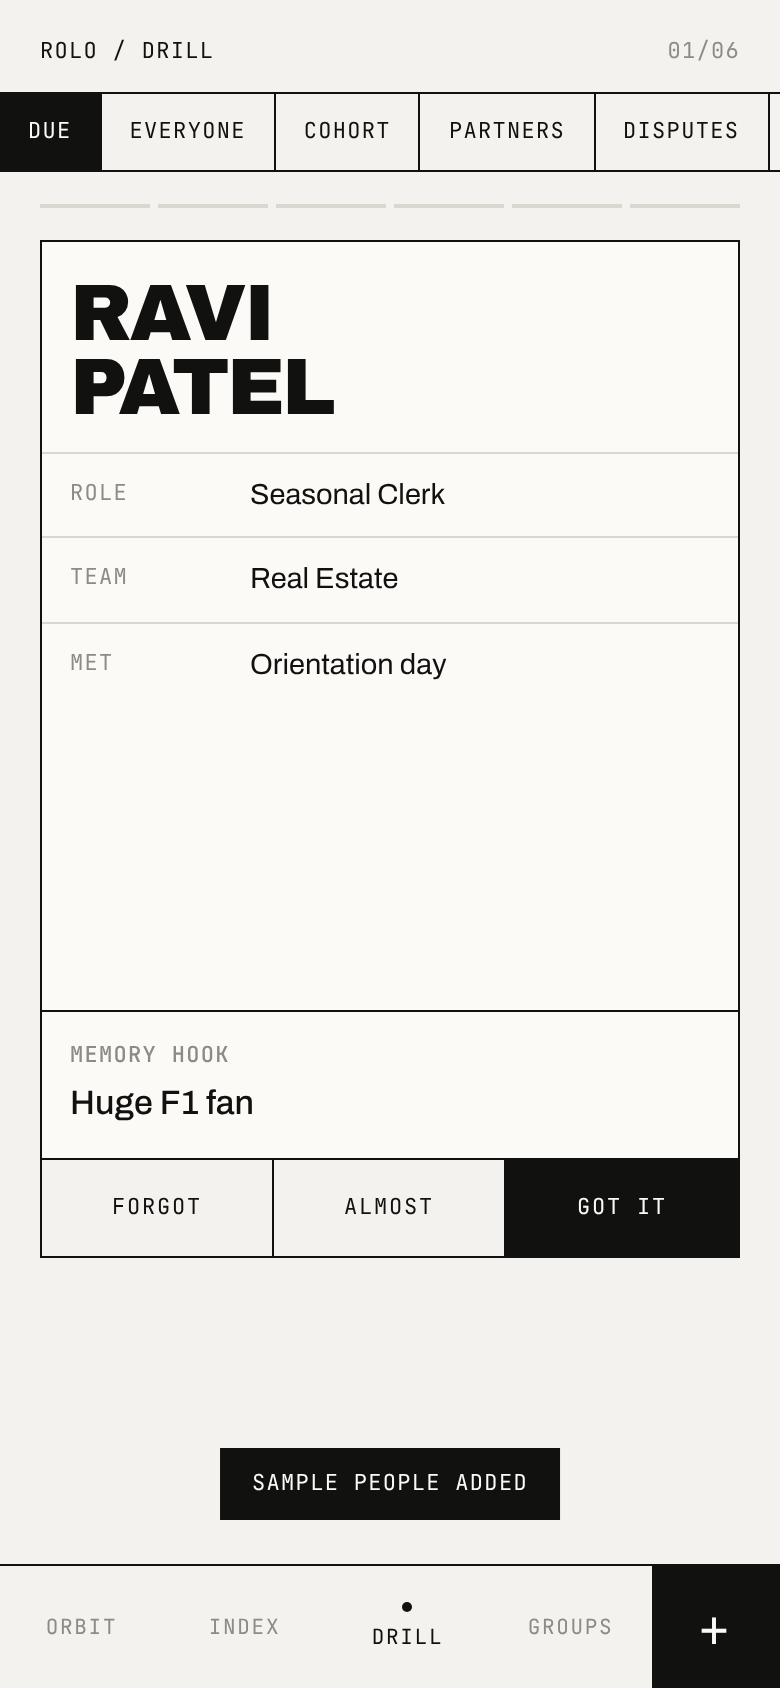 ROLO / DRILL
01/06
DUE
EVERYONE
COHORT
PARTNERS
DISPUTES
RAVI
PATEL
ROLE
Seasonal Clerk
TEAM
Real Estate
MET
Orientation day
MEMORY HOOK
Huge F1 fan
FORGOT
ALMOST
GOT IT
SAMPLE PEOPLE ADDED
ORBIT
INDEX
DRILL
GROUPS
+